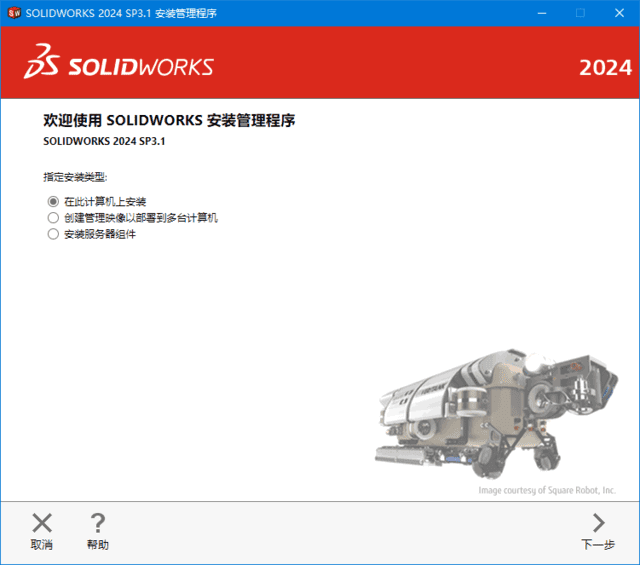 SOLIDWORKS 2024 SP3.1 安装管理程序
SOLIDWORKS
2024
欢迎使用 SOLIDWORKS 安装管理程序
SOLIDWORKS 2024 SP3.1
指定安装类型:
在此计算机上安装
创建管理映像以部署到多台计算机
安装服务器组件
Image courtesy of Square Robot, Inc.
取消
帮助
下一步